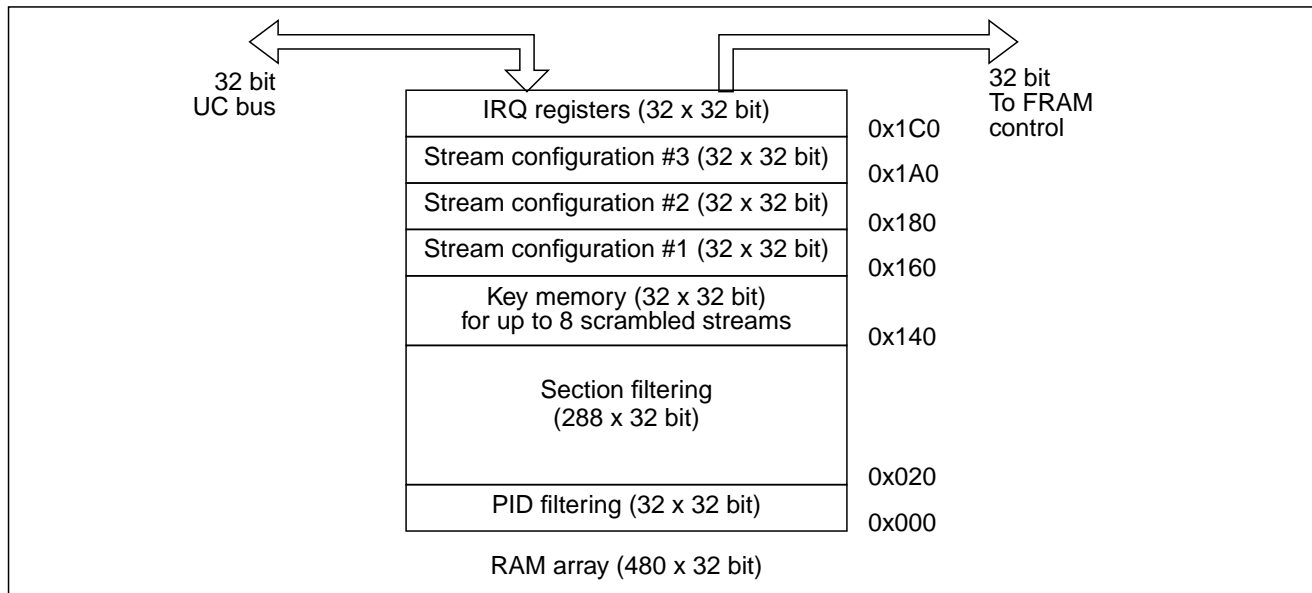 32 bit
UC bus
32 bit
To FRAM
control
IRQ registers (32 x 32 bit)
0x1C0
Stream configuration #3 (32 x 32 bit)
0x1A0
Stream configuration #2 (32 x 32 bit)
0x180
Stream configuration #1 (32 x 32 bit)
0x160
Key memory (32 x 32 bit)
for up to 8 scrambled streams
0x140
Section filtering
(288 x 32 bit)
0x020
PID filtering (32 x 32 bit)
0x000
RAM array (480 x 32 bit)